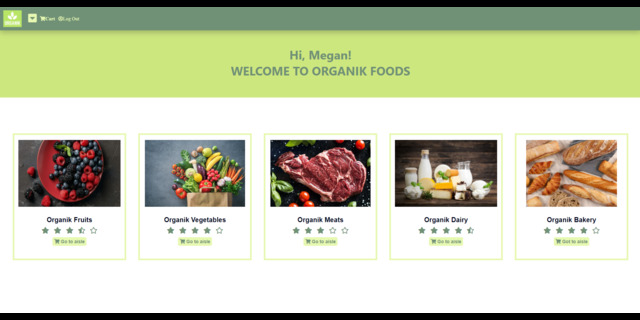 ORGANIK
Cart Log Out
Hi, Megan!
WELCOME TO ORGANIK FOODS
Organik Fruits
Go to aisle
Organik Vegetables
Go to aisle
Organik Meats
Go to aisle
Organik Dairy
Go to aisle
Organik Bakery
Got to aisle